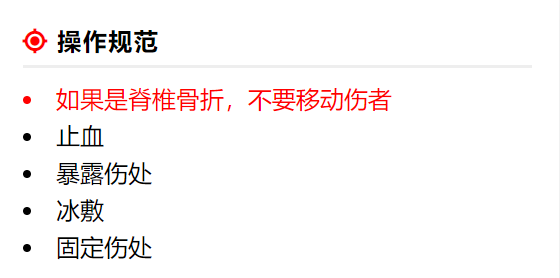 操作规范
如果是脊椎骨折，不要移动伤者
止血
暴露伤处
冰敷
固定伤处